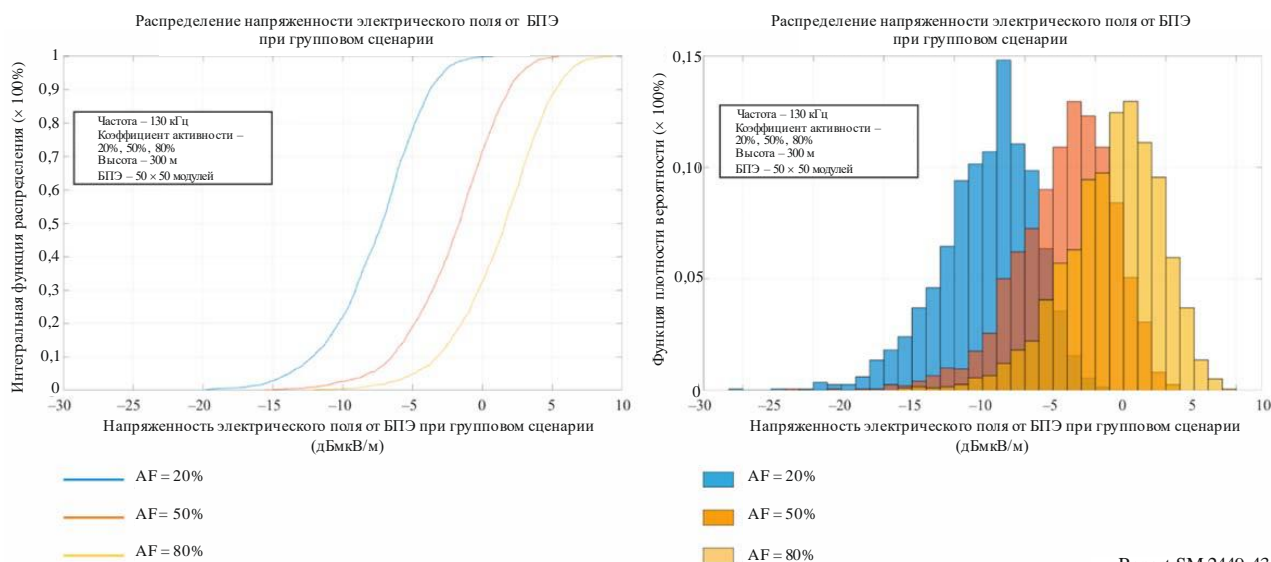 Распределение напряженности электрического поля от БПЭ
при групповом сценарии
Интегральная функция распределения (× 100%)
1
0,9
0,8
0,7
0,6
0,5
0,4
0,3
0,2
0,1
0
Частота – 130 кГц
Коэффициент активности –
20%, 50%, 80%
Высота – 300 м
БПЭ – 50 × 50 модулей
–30 –25 –20 –15 –10 –5 0 5 10
Напряженность электрического поля от БПЭ при групповом сценарии
(дБмкВ/м)
AF = 20%
AF = 50%
AF = 80%
Распределение напряженности электрического поля от БПЭ
при групповом сценарии
Функция плотности вероятности (× 100%)
0,15
0,10
0,05
0
Частота – 130 кГц
Коэффициент активности –
20%, 50%, 80%
Высота – 300 м
БПЭ – 50 × 50 модулей
–30 –25 –20 –15 –10 –5 0 5 10
Напряженность электрического поля от БПЭ при групповом сценарии
(дБмкВ/м)
AF = 20%
AF = 50%
AF = 80%